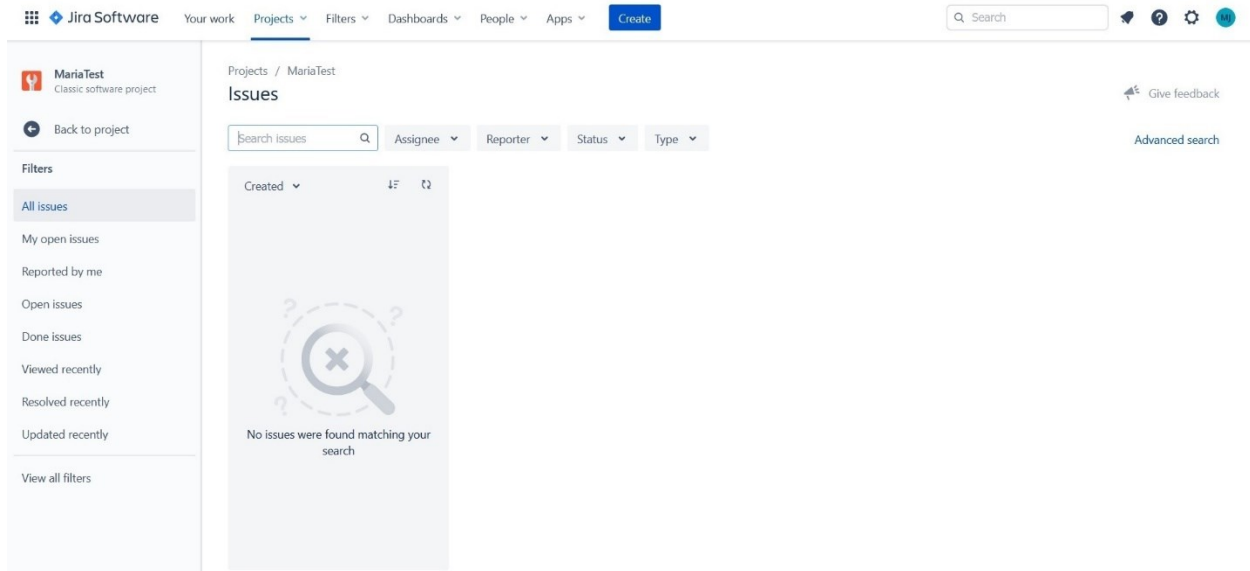 Jira Software Your work Projects Filters Dashboards People Apps Create Search MJ
MariaTest
Classic software project
Back to project
Filters
All issues
My open issues
Reported by me
Open issues
Done issues
Viewed recently
Resolved recently
Updated recently
View all filters
Projects / MariaTest
Issues
Give feedback
Search issues Assignee Reporter Status Type Advanced search
Created
? ? ?
No issues were found matching your
search